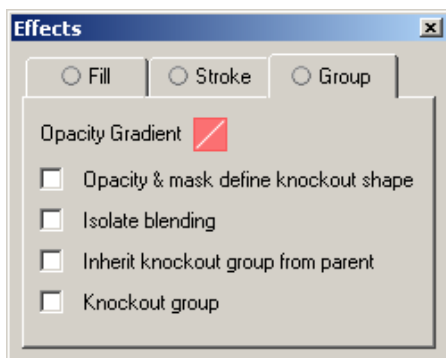 Effects
Fill Stroke Group
Opacity Gradient
Opacity & mask define knockout shape
Isolate blending
Inherit knockout group from parent
Knockout group